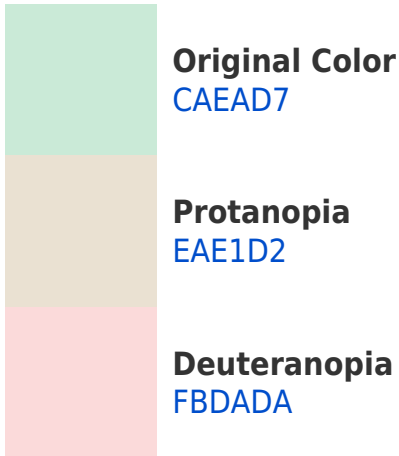 Original Color
CAEAD7
Protanopia
EAE1D2
Deuteranopia
FBDADA